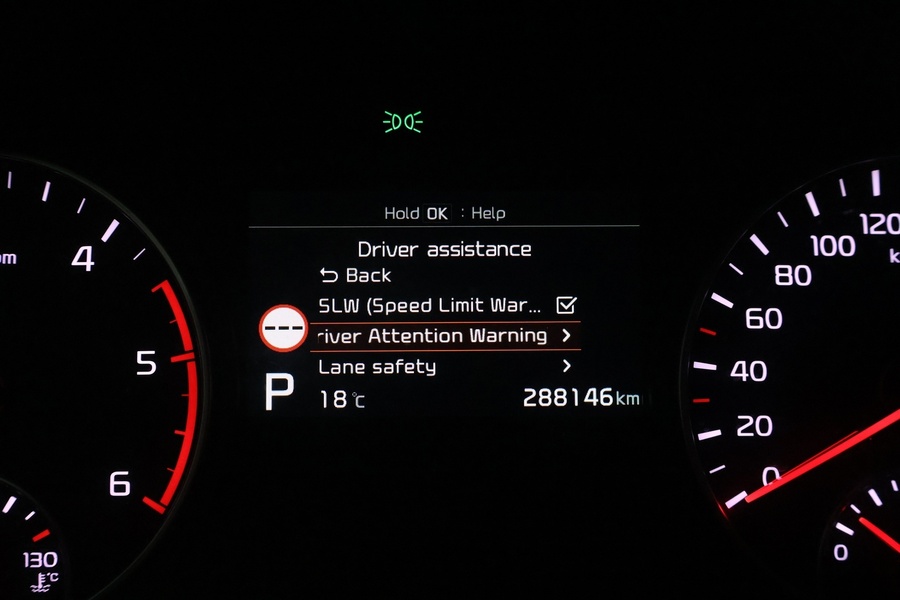 Hold OK : Help
Driver assistance
Back
SLW (Speed Limit War...
river Attention Warning
Lane safety
P
18°C
288146km
4
5
6
130
°C
120
100
80
60
40
20
0
0